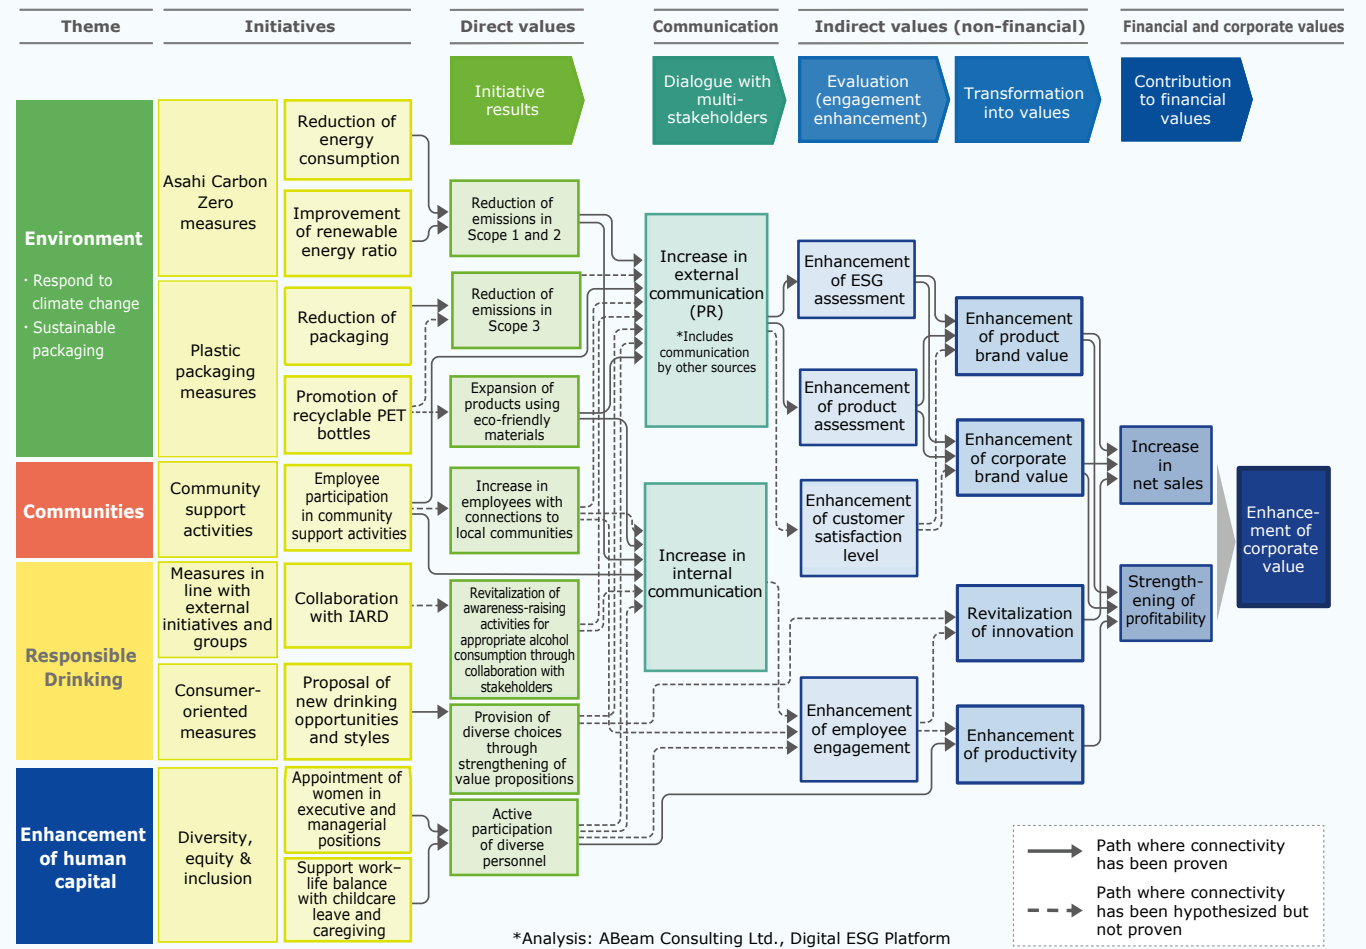 Theme
Initiatives
Direct values
Communication
Indirect values (non-financial)
Financial and corporate values
Initiative
results
Dialogue with
multi-
stakeholders
Evaluation
(engagement
enhancement)
Transformation
into values
Contribution
to financial
values
Environment
· Respond to
climate change
· Sustainable
packaging
Communities
Responsible
Drinking
Enhancement
of human
capital
Asahi Carbon
Zero
measures
Plastic
packaging
measures
Community
support
activities
Measures in
line with
external
initiatives and
groups
Consumer-
oriented
measures
Diversity,
equity &
inclusion
Reduction of
energy
consumption
Improvement
of renewable
energy ratio
Reduction of
packaging
Promotion of
recyclable PET
bottles
Employee
participation
in community
support activities
Collaboration
with IARD
Proposal of
new drinking
opportunities
and styles
Appointment of
women in
executive and
managerial
positions
Support work–
life balance
with childcare
leave and
caregiving
Reduction of
emissions in
Scope 1 and 2
Reduction of
emissions in
Scope 3
Expansion of
products using
eco-friendly
materials
Increase in
employees with
connections to
local communities
Revitalization of
awareness-raising
activities for
appropriate alcohol
consumption through
collaboration with
stakeholders
Provision of
diverse choices
through
strengthening of
value propositions
Active
participation
of diverse
personnel
Increase in
external
communication
(PR)
*Includes
communication
by other sources
Increase in
internal
communication
Enhancement
of ESG
assessment
Enhancement
of product
assessment
Enhancement
of customer
satisfaction
level
Enhancement
of employee
engagement
Enhancement
of product
brand value
Enhancement
of corporate
brand value
Revitalization
of innovation
Enhancement
of productivity
Increase
in
net sales
Strength-
ening of
profitability
Enhance-
ment of
corporate
value
Path where connectivity
has been proven
Path where connectivity
has been hypothesized but
not proven
*Analysis: ABeam Consulting Ltd., Digital ESG Platform